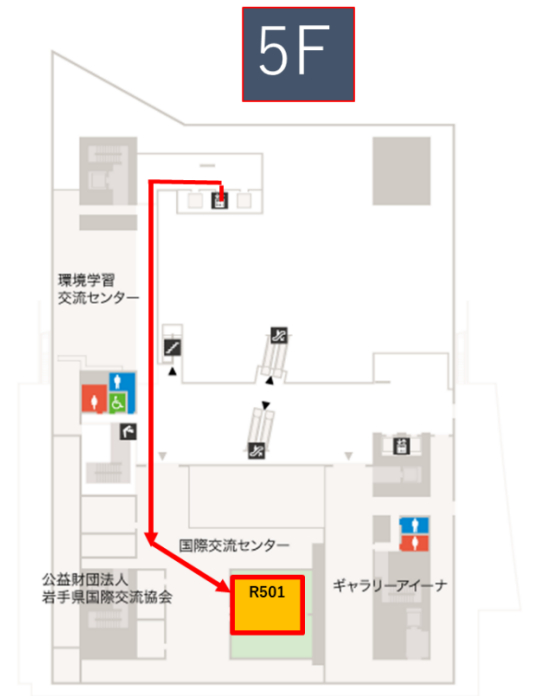 5F
環境学習
交流センター
国際交流センター
公益財団法人
岩手県国際交流協会
R501
ギャラリーアイーナ